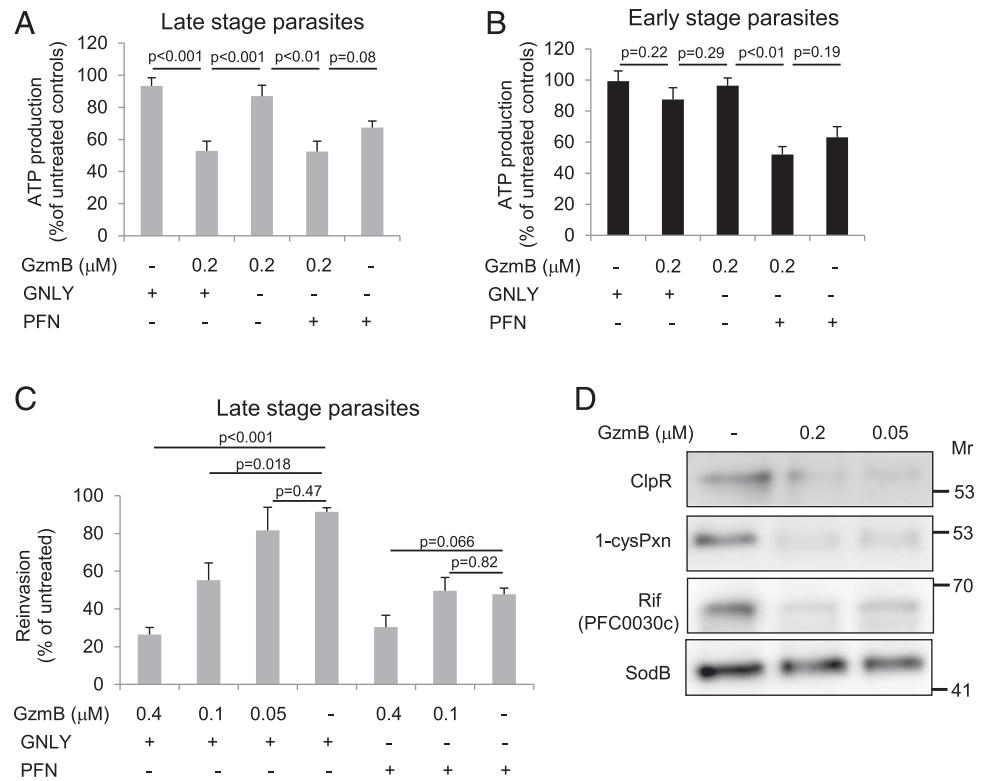 A
Late stage parasites
ATP production
(%of untreated controls)
120
100
80
60
40
20
0
p<0.001
p<0.001
p<0.01
p=0.08
GzmB (μM) - 0.2 0.2 0.2 -
GNLY + + - - -
PFN - - - + +
B
Early stage parasites
ATP production
(% of untreated controls)
120
100
80
60
40
20
0
p=0.22
p=0.29
p<0.01
p=0.19
GzmB (μM) - 0.2 0.2 0.2 -
GNLY + + - - -
PFN - - - + +
C
Late stage parasites
Reinvasion
(% of untreated)
100
80
60
40
20
0
p<0.001
p=0.018
p=0.47
p=0.066
p=0.82
GzmB (μM) 0.4 0.1 0.05 - 0.4 0.1 -
GNLY + + + + - - -
PFN - - - - + + +
D
GzmB (μM) - 0.2 0.05
Mr
ClpR
53
1-cysPxn
53
70
Rif
(PFC0030c)
SodB
41